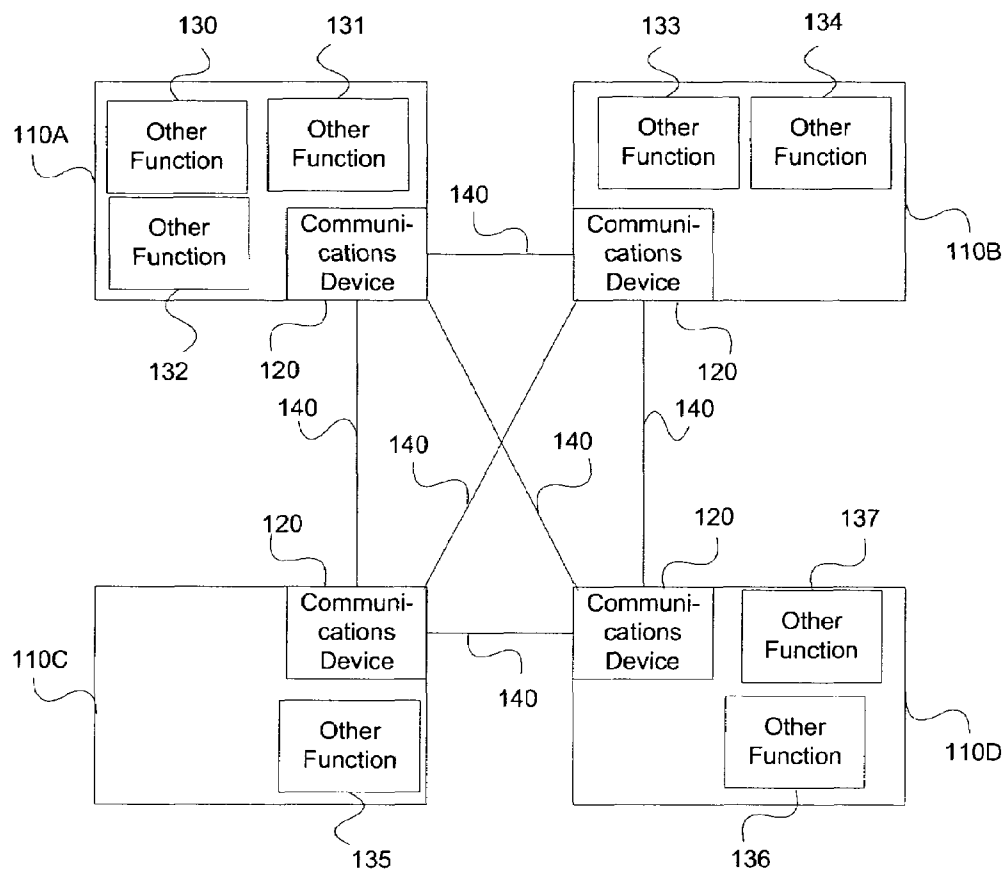 130
131
133
134
110A
Other
Function
Other
Function
Other
Function
Other
Function
140
Other
Function
Communi-
cations
Device
Communi-
cations
Device
110B
132
120
120
140
140
140
140
120
120
137
Communi-
cations
Device
Communi-
cations
Device
Other
Function
110C
140
Other
Function
Other
Function
110D
135
136